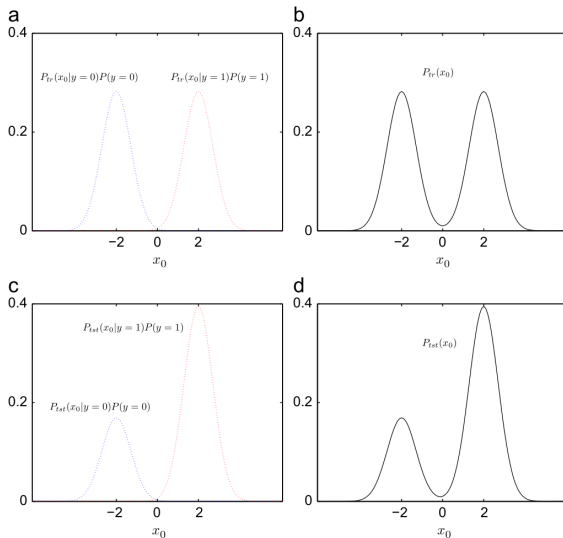 a
0.4
P_{tr}(x_0|y=0)P(y=0)
P_{tr}(x_0|y=1)P(y=1)
0.2
0
−2 0 2
x_0
b
0.4
P_{tr}(x_0)
0.2
0
−2 0 2
x_0
c
0.4
P_{tst}(x_0|y=1)P(y=1)
0.2
P_{tst}(x_0|y=0)P(y=0)
0
−2 0 2
x_0
d
0.4
P_{tst}(x_0)
0.2
0
−2 0 2
x_0